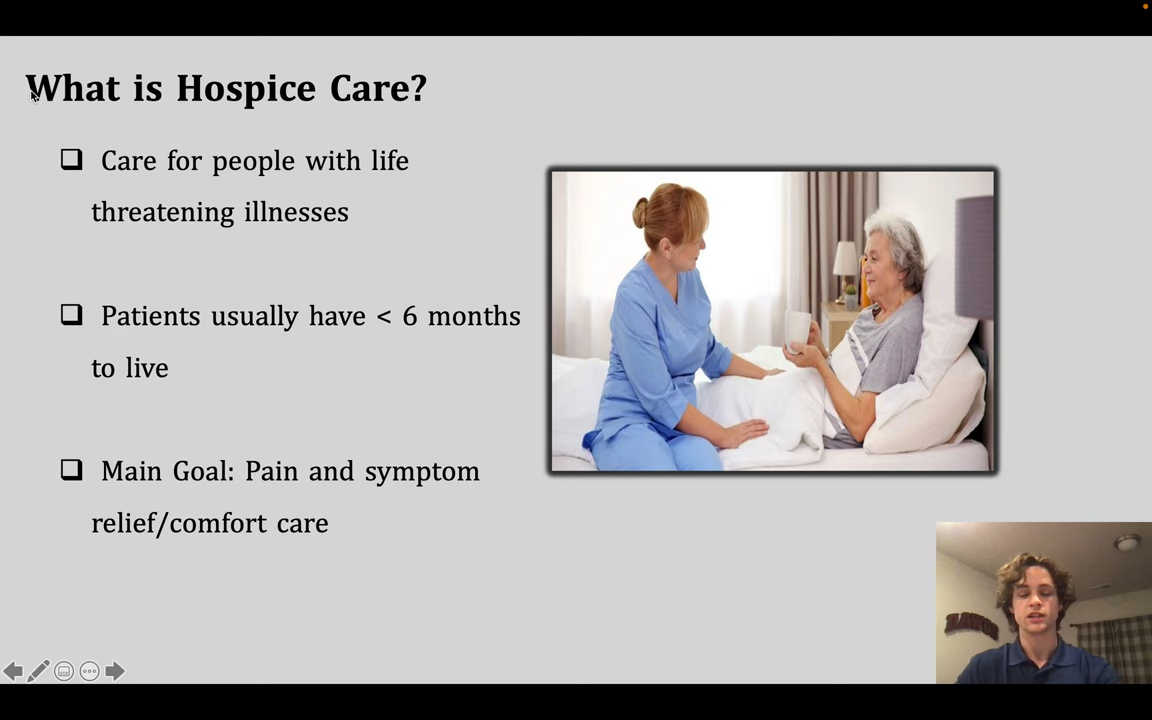 What is Hospice Care?
❑ Care for people with life
threatening illnesses
❑ Patients usually have < 6 months
to live
❑ Main Goal: Pain and symptom
relief/comfort care